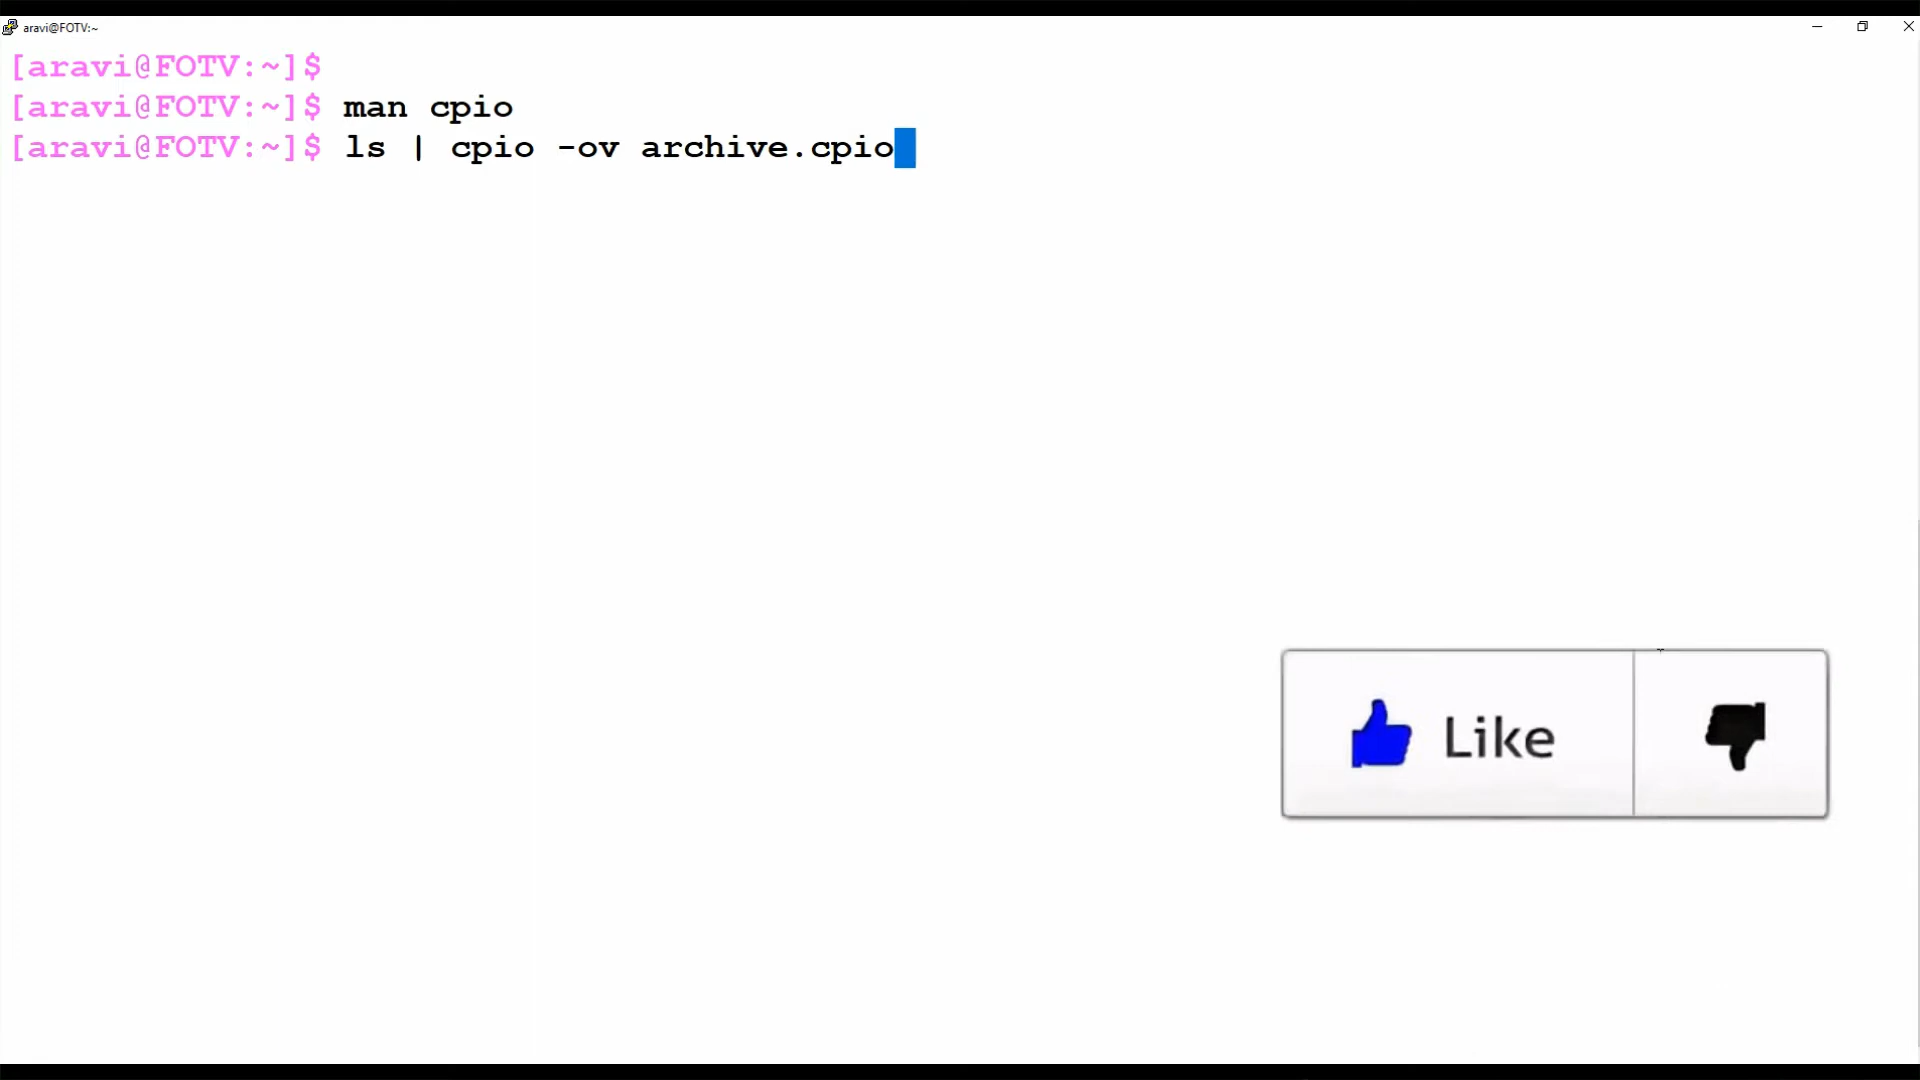 aravi@FOTV:~
[aravi@FOTV:~]$
[aravi@FOTV:~]$ man cpio
[aravi@FOTV:~]$ ls | cpio -ov archive.cpio
Like